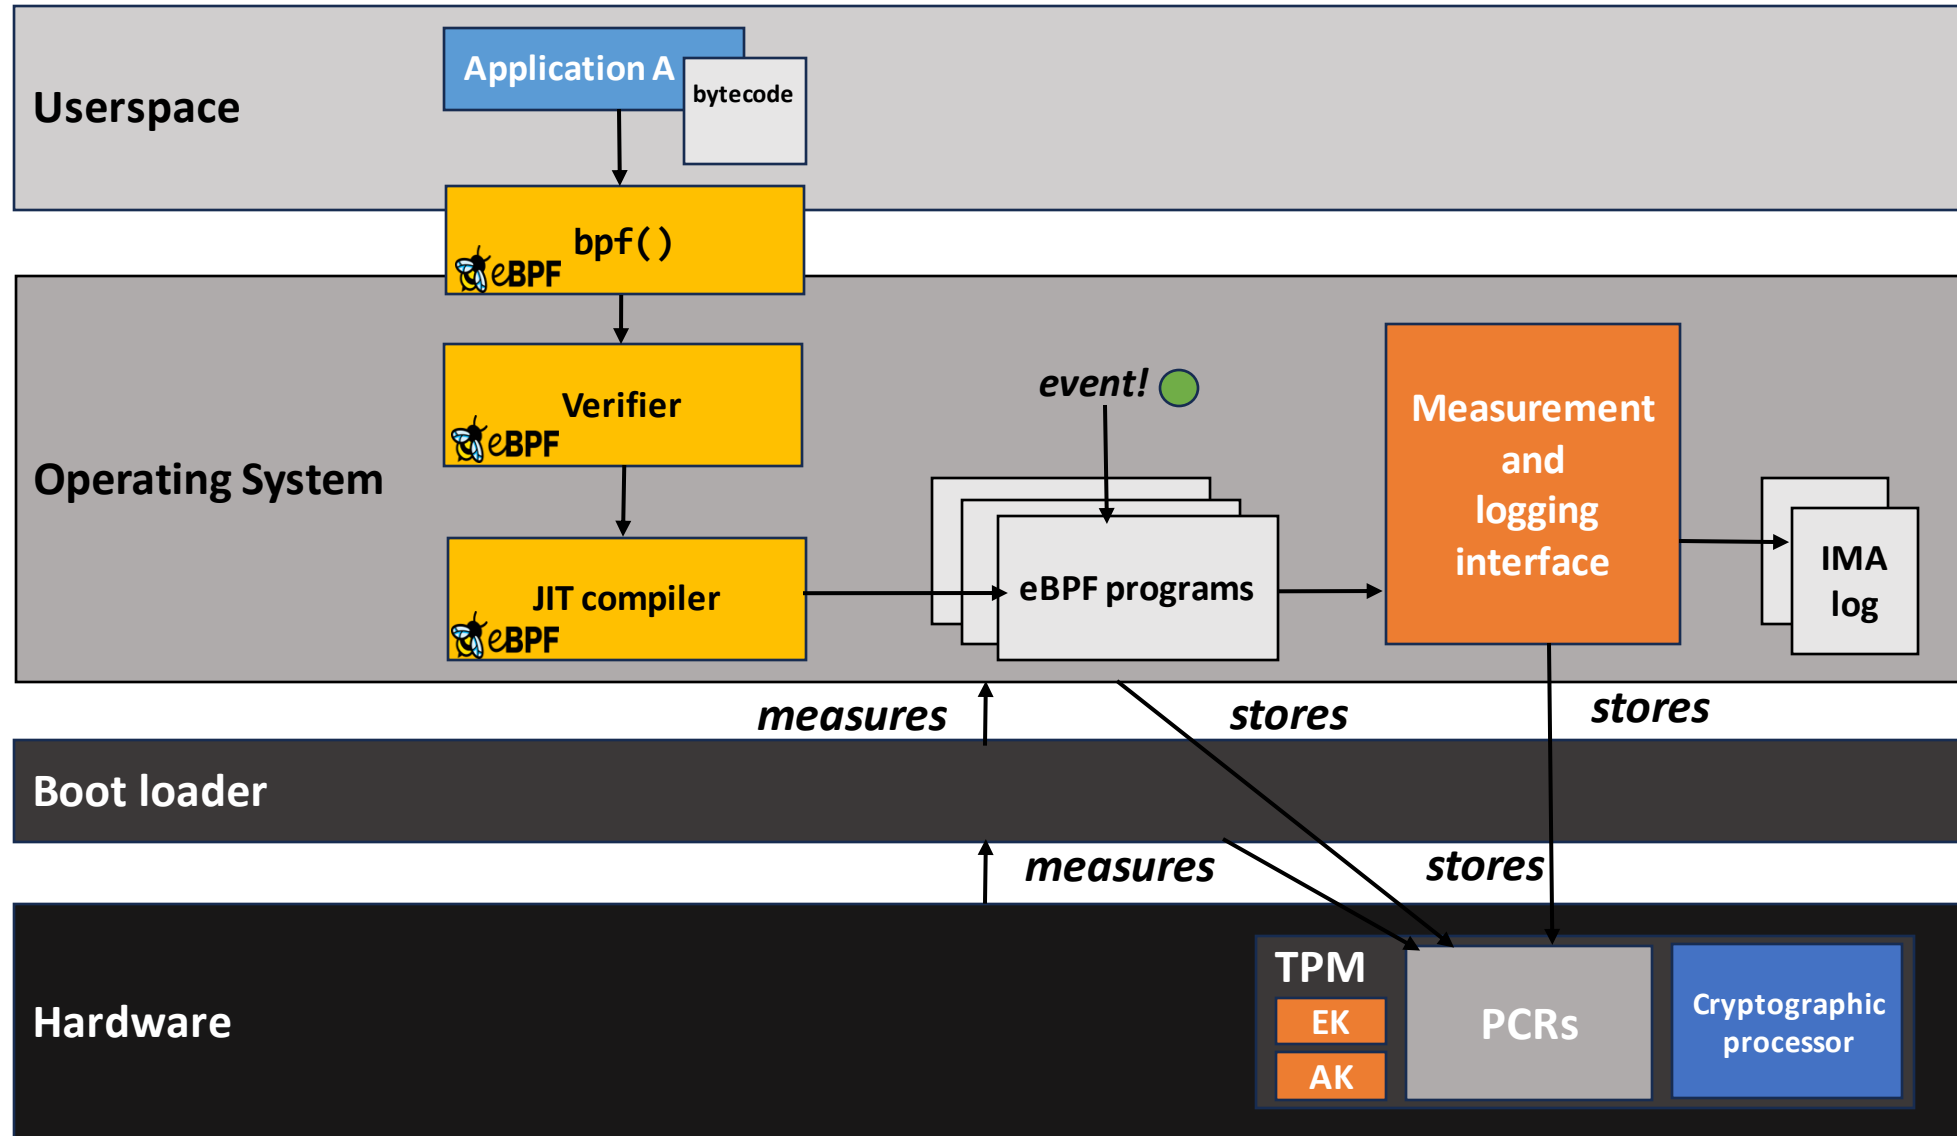 Userspace
Application A
bytecode
bpf()
eBPF
Operating System
Verifier
eBPF
JIT compiler
eBPF
event!
eBPF programs
Measurement
and
logging
interface
IMA
log
measures
stores
stores
Boot loader
measures
stores
Hardware
TPM
EK
AK
PCRs
Cryptographic
processor